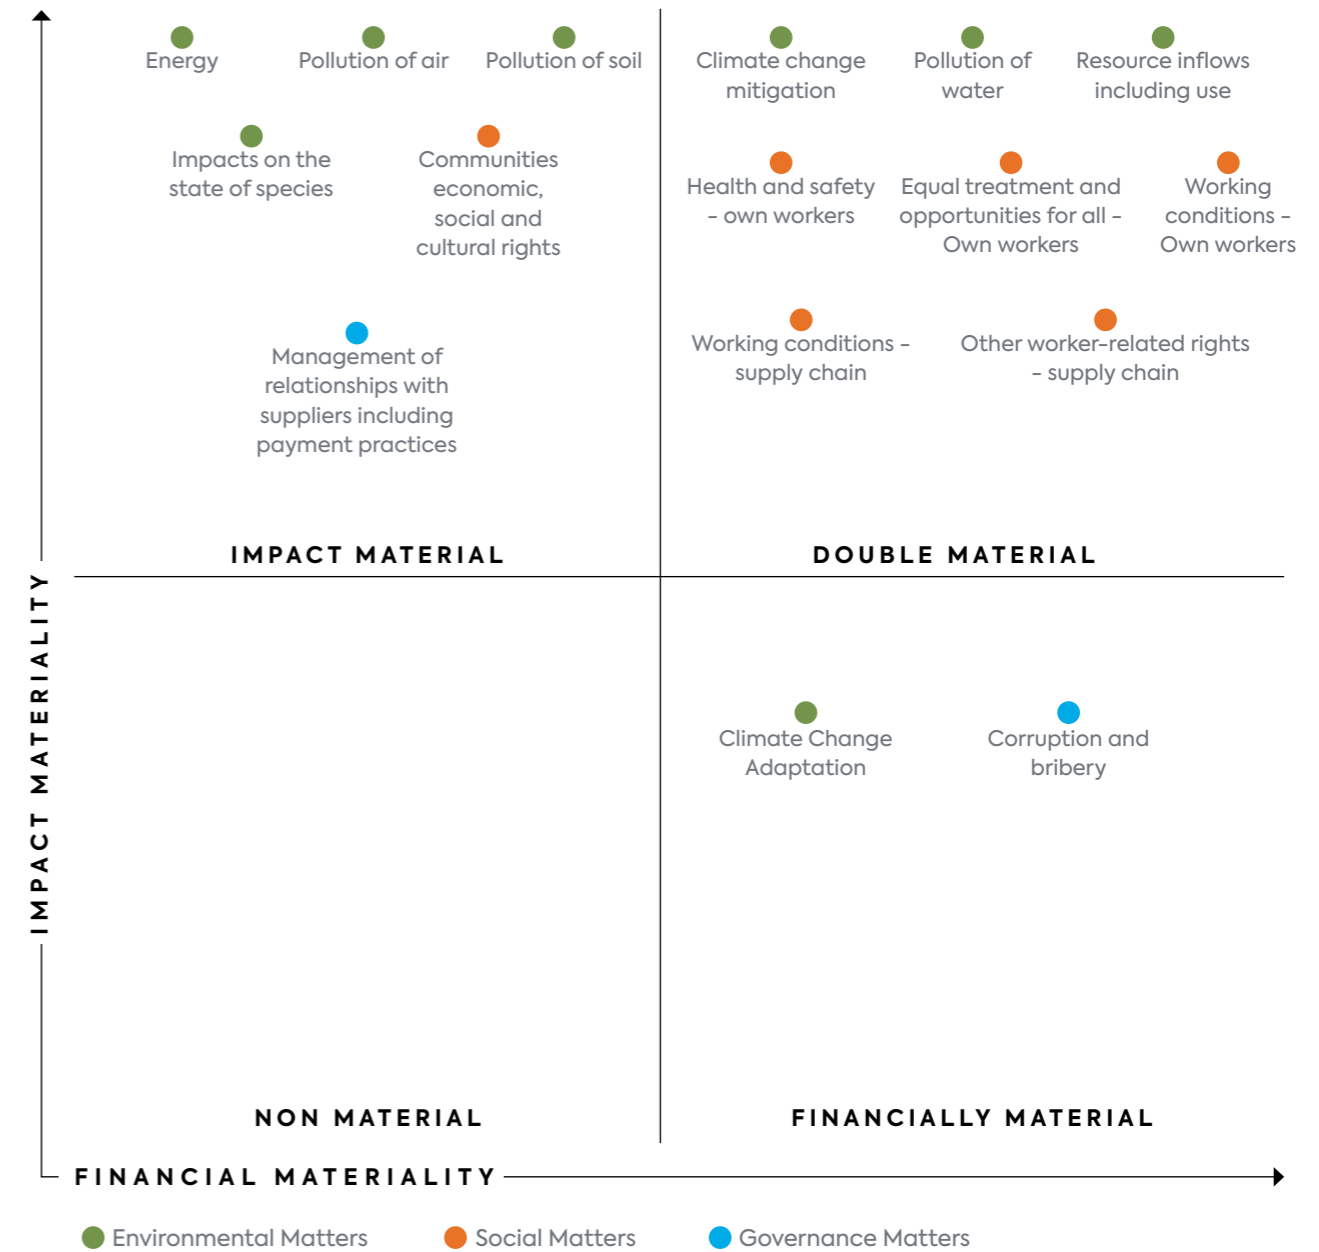 Energy
Pollution of air
Pollution of soil
Impacts on the
state of species
Communities
economic,
social and
cultural rights
Management of
relationships with
suppliers including
payment practices
IMPACT MATERIAL
Climate change
mitigation
Pollution of
water
Resource inflows
including use
Health and safety
- own workers
Equal treatment and
opportunities for all -
Own workers
Working
conditions -
Own workers
Working conditions -
supply chain
Other worker-related rights
- supply chain
DOUBLE MATERIAL
NON MATERIAL
Climate Change
Adaptation
Corruption and
bribery
FINANCIALLY MATERIAL
IMPACT MATERIALITY
FINANCIAL MATERIALITY
Environmental Matters
Social Matters
Governance Matters